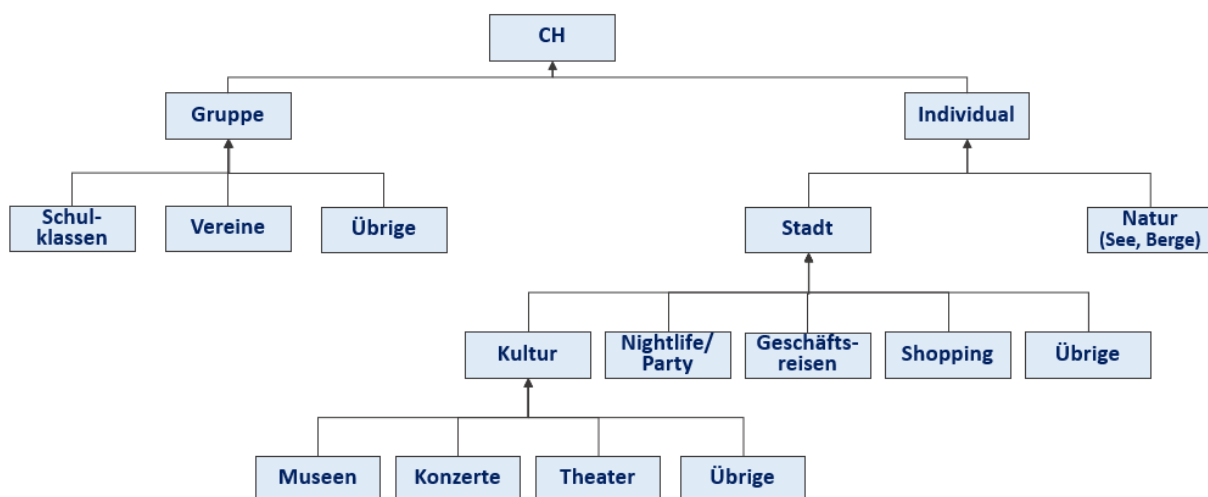 CH
Gruppe
Individual
Schul-
klassen
Vereine
Übrige
Stadt
Natur
(See, Berge)
Kultur
Nightlife/
Party
Geschäfts-
reisen
Shopping
Übrige
Museen
Konzerte
Theater
Übrige